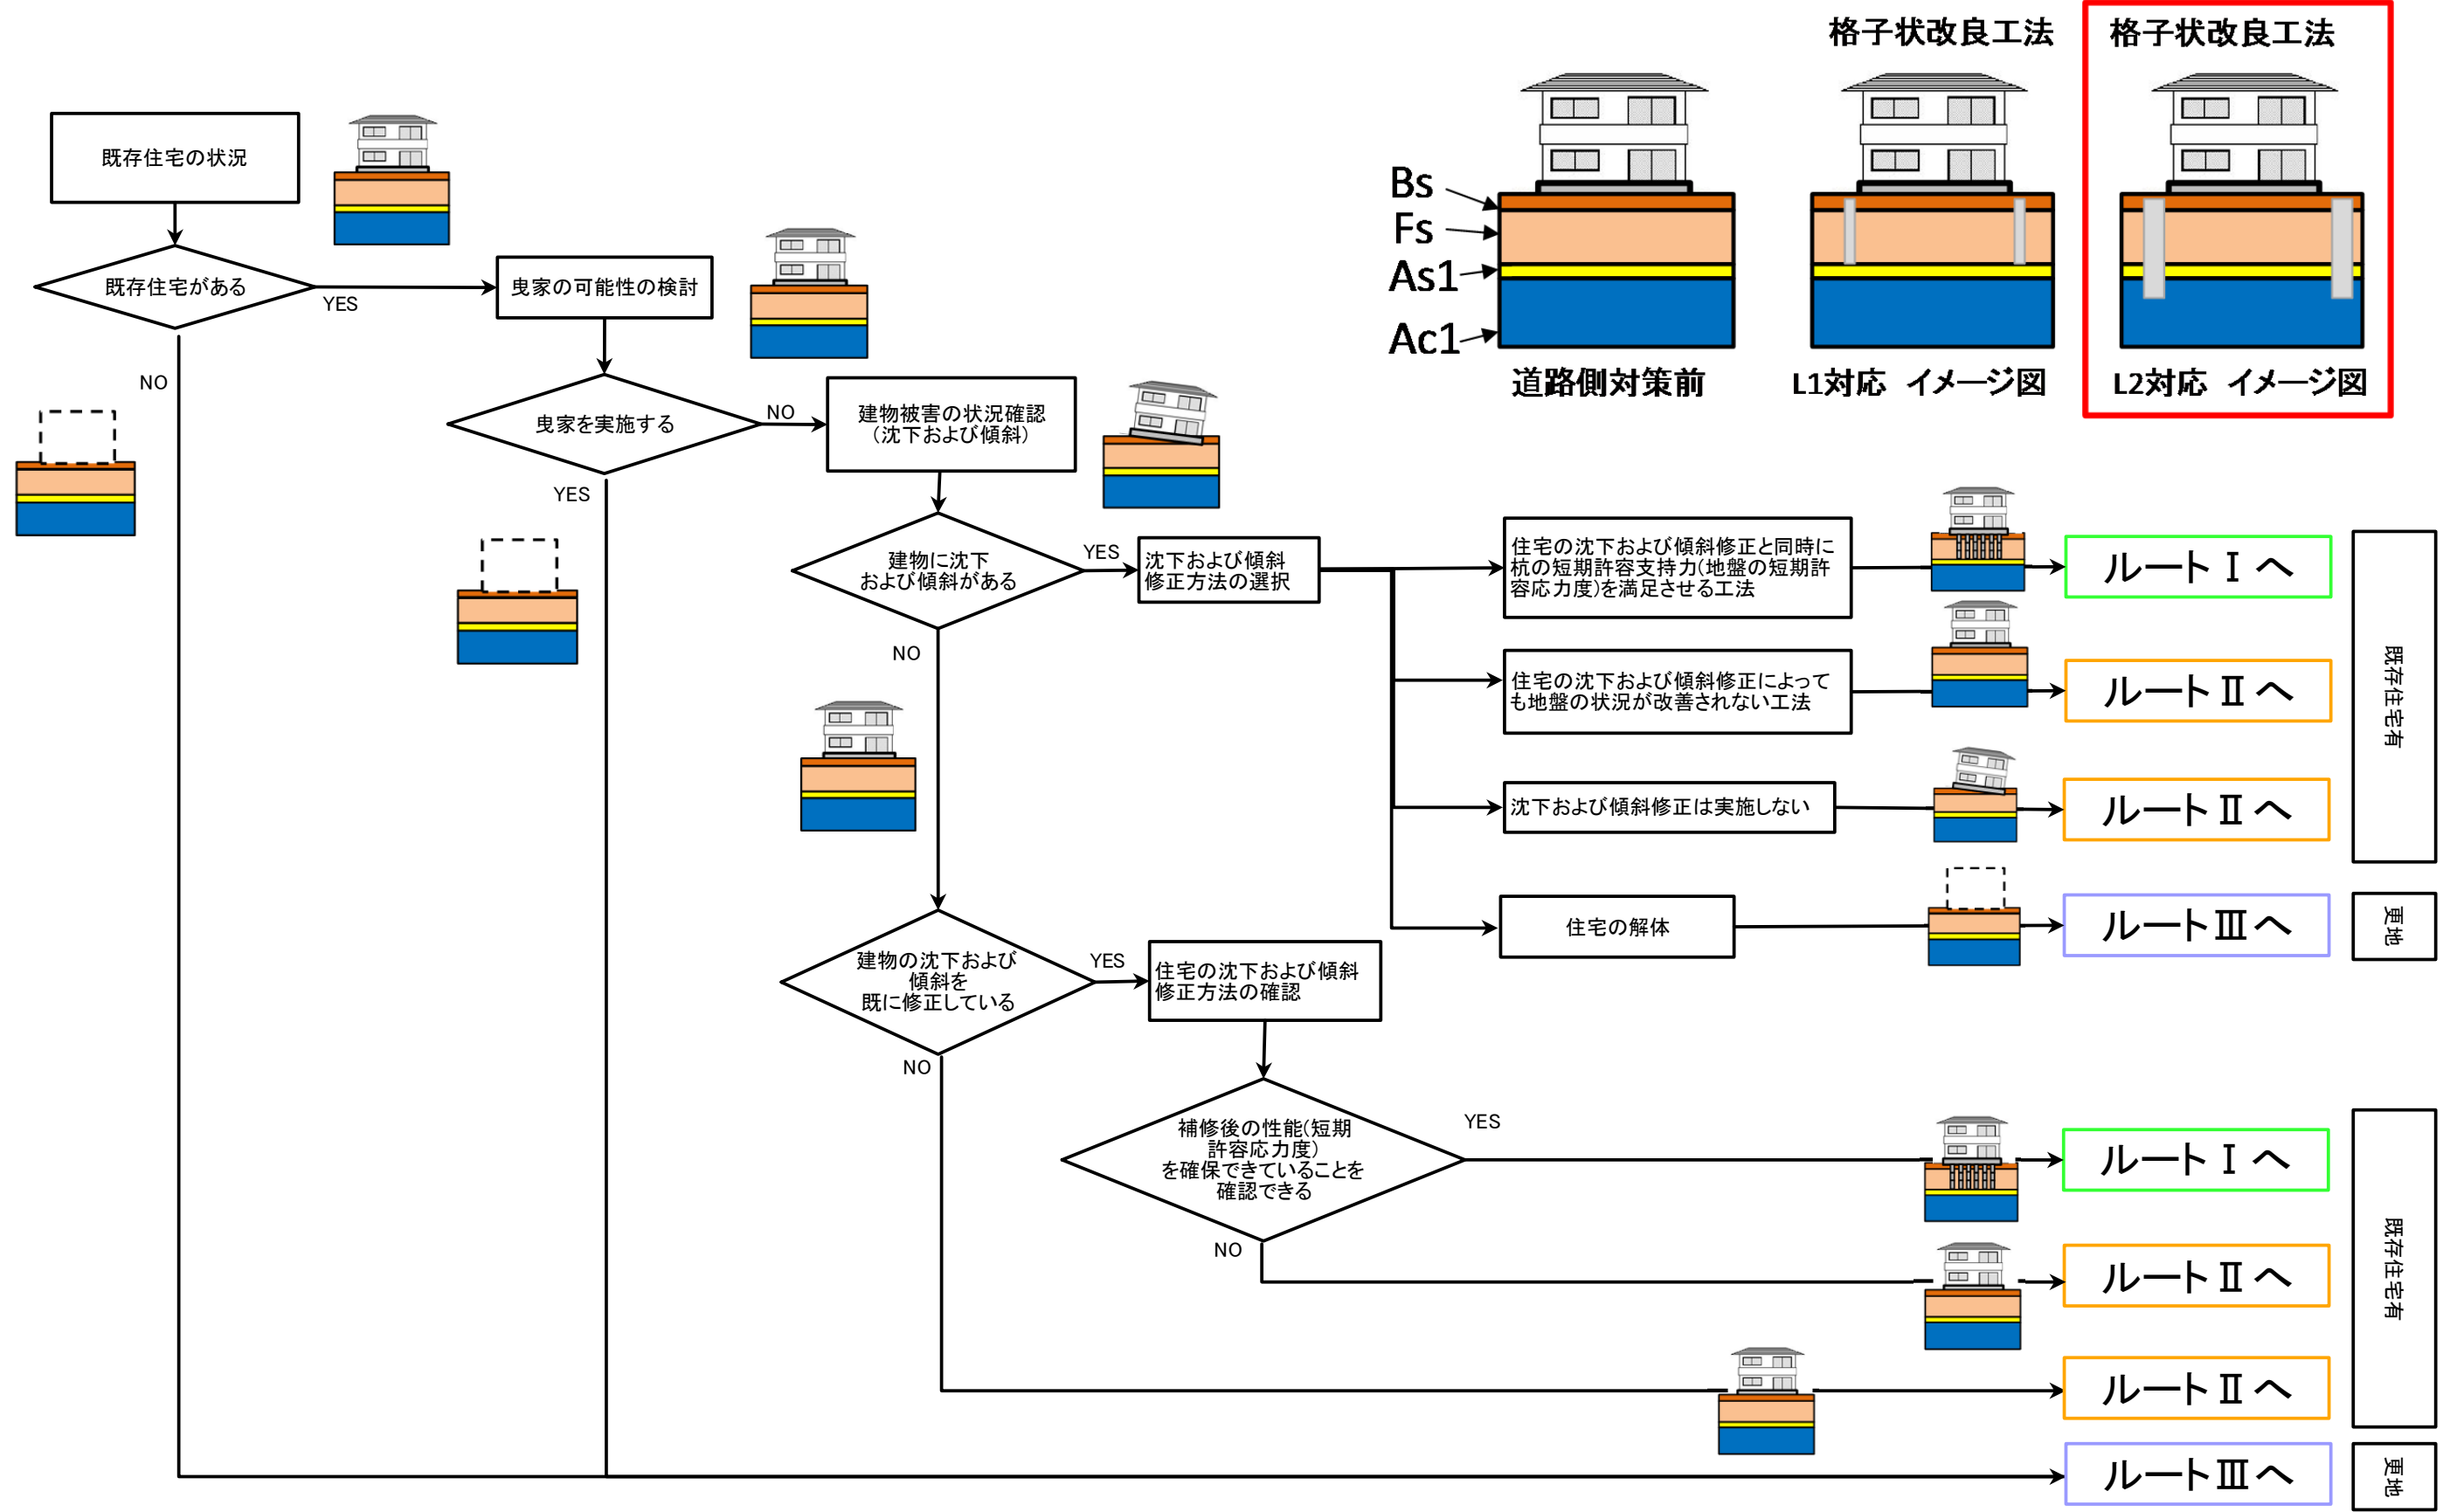 格子状改良工法
格子状改良工法
Bs
Fs
As1
Ac1
道路側対策前
L1対応 イメージ図
L2対応 イメージ図
既存住宅の状況
既存住宅がある
YES
NO
曳家の可能性の検討
曳家を実施する
NO
YES
建物被害の状況確認
(沈下および傾斜)
建物に沈下
および傾斜がある
YES
NO
沈下および傾斜
修正方法の選択
住宅の沈下および傾斜修正と同時に
杭の短期許容支持力(地盤の短期許
容応力度)を満足させる工法
ルートⅠへ
住宅の沈下および傾斜修正によって
も地盤の状況が改善されない工法
ルートⅡへ
沈下および傾斜修正は実施しない
ルートⅡへ
既存住宅有
住宅の解体
ルートⅢへ
更地
建物の沈下および
傾斜を
既に修正している
YES
NO
住宅の沈下および傾斜
修正方法の確認
補修後の性能(短期
許容応力度)
を確保できていることを
確認できる
YES
NO
ルートⅠへ
ルートⅡへ
ルートⅡへ
既存住宅有
ルートⅢへ
更地